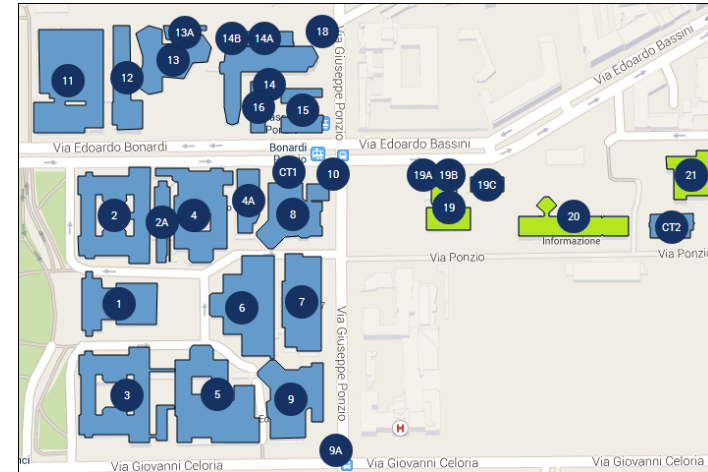 13A
14B
14A
18
Via Giuseppe Ponzio
Via Edoardo Bassini
13
11
12
14
16
15
Via Edoardo Bonardi
Bonardi
Via Edoardo Bassini
CT1
10
19A
19B
19C
21
2
2A
4
4A
8
19
20
CT2
Informazione
Via Ponzio
Via Ponzio
1
6
7
Via Giuseppe Ponzio
3
5
9
H
9A
Via Giovanni Celoria
Via Giovanni Celoria
Via Giovanni Celoria